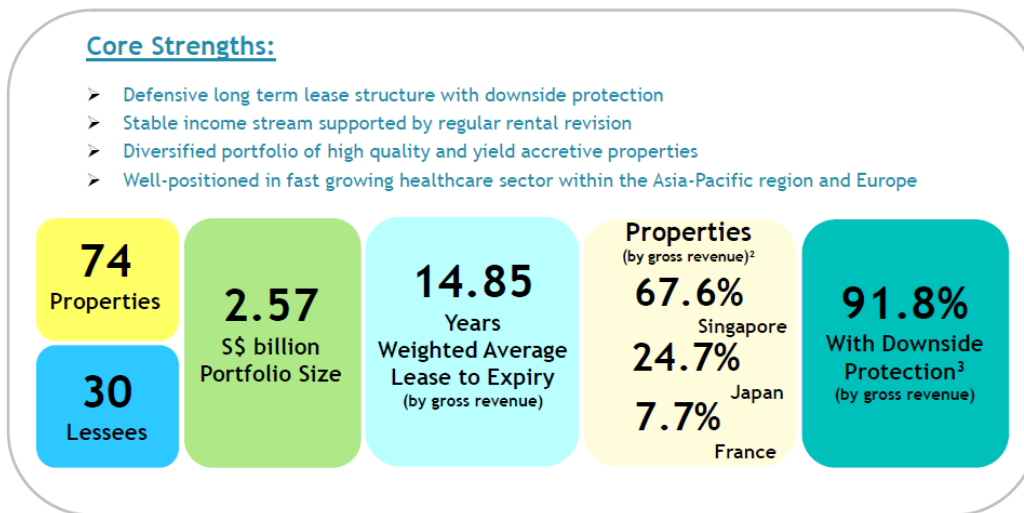 Core Strengths:
➢ Defensive long term lease structure with downside protection
➢ Stable income stream supported by regular rental revision
➢ Diversified portfolio of high quality and yield accretive properties
➢ Well-positioned in fast growing healthcare sector within the Asia-Pacific region and Europe
74
Properties
30
Lessees
2.57
S$ billion
Portfolio Size
14.85
Years
Weighted Average
Lease to Expiry
(by gross revenue)
Properties
(by gross revenue)²
67.6%
Singapore
24.7%
Japan
7.7%
France
91.8%
With Downside
Protection³
(by gross revenue)